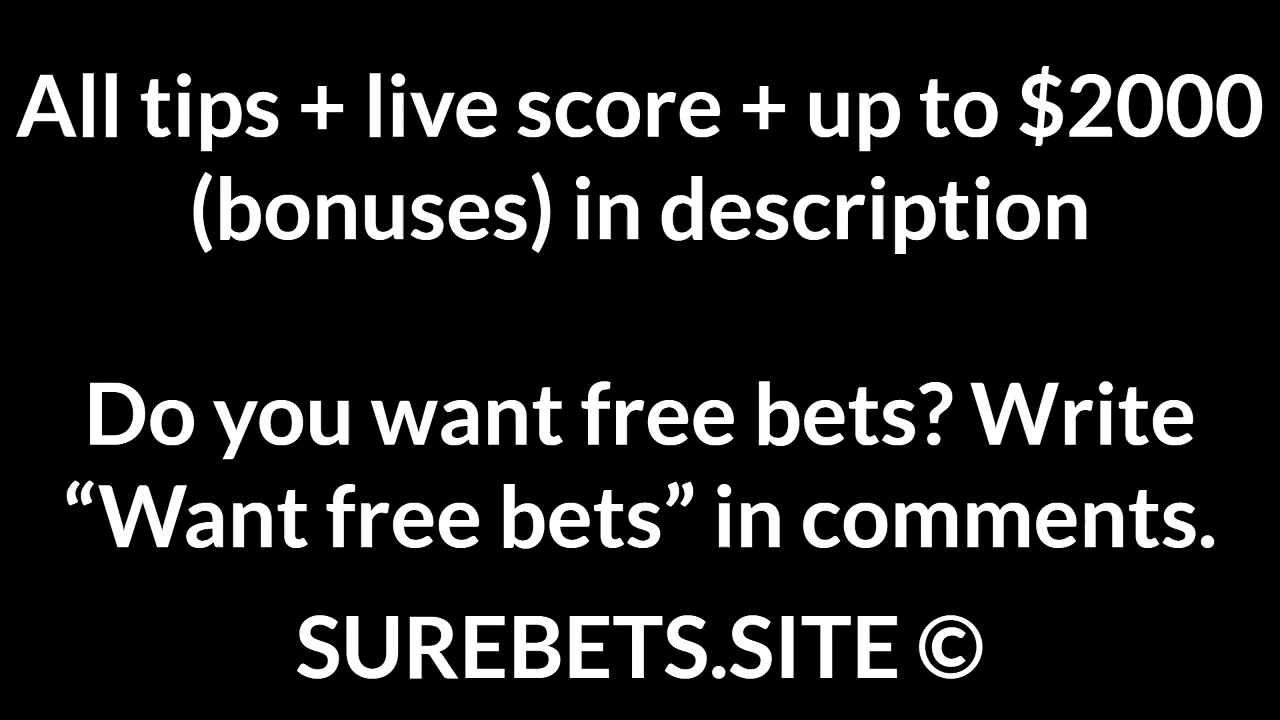 All tips + live score + up to $2000
(bonuses) in description
Do you want free bets? Write
“Want free bets” in comments.
SUREBETS.SITE ©